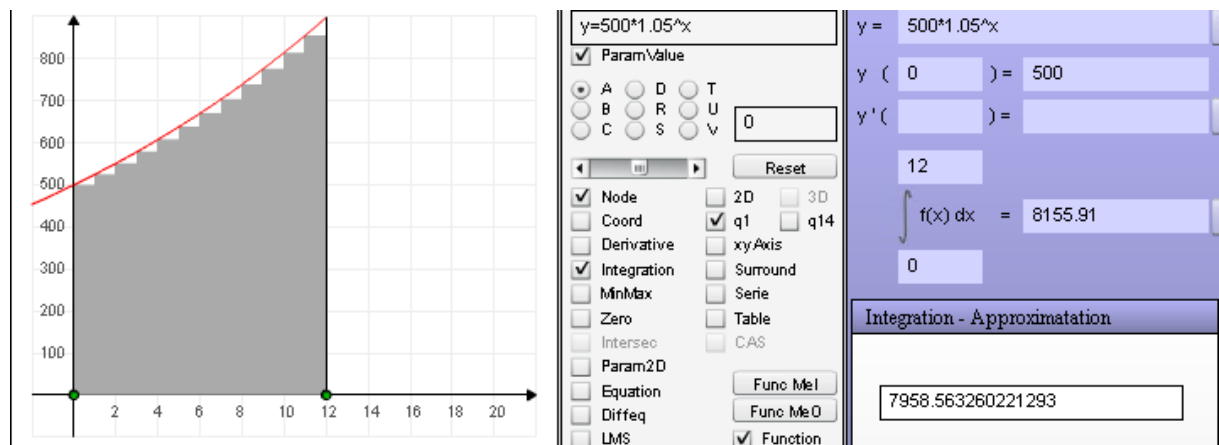 800
700
600
500
400
300
200
100
2 4 6 8 10 12 14 16 18 20
y=500*1.05^x
ParamValue
A D T
B R U
C S V
0
Reset
Node 2D 3D
Coord q1 q14
Derivative xyAxis
Integration Surround
MinMax Serie
Zero Table
Intersec CAS
Param2D
Equation
Diffeq
LMS
Func MeI
Func MeO
Function
y = 500*1.05^x
y ( 0 ) = 500
y ' ( ) =
12
∫ f(x) dx = 8155.91
0
Integration - Approximatation
7958.563260221293